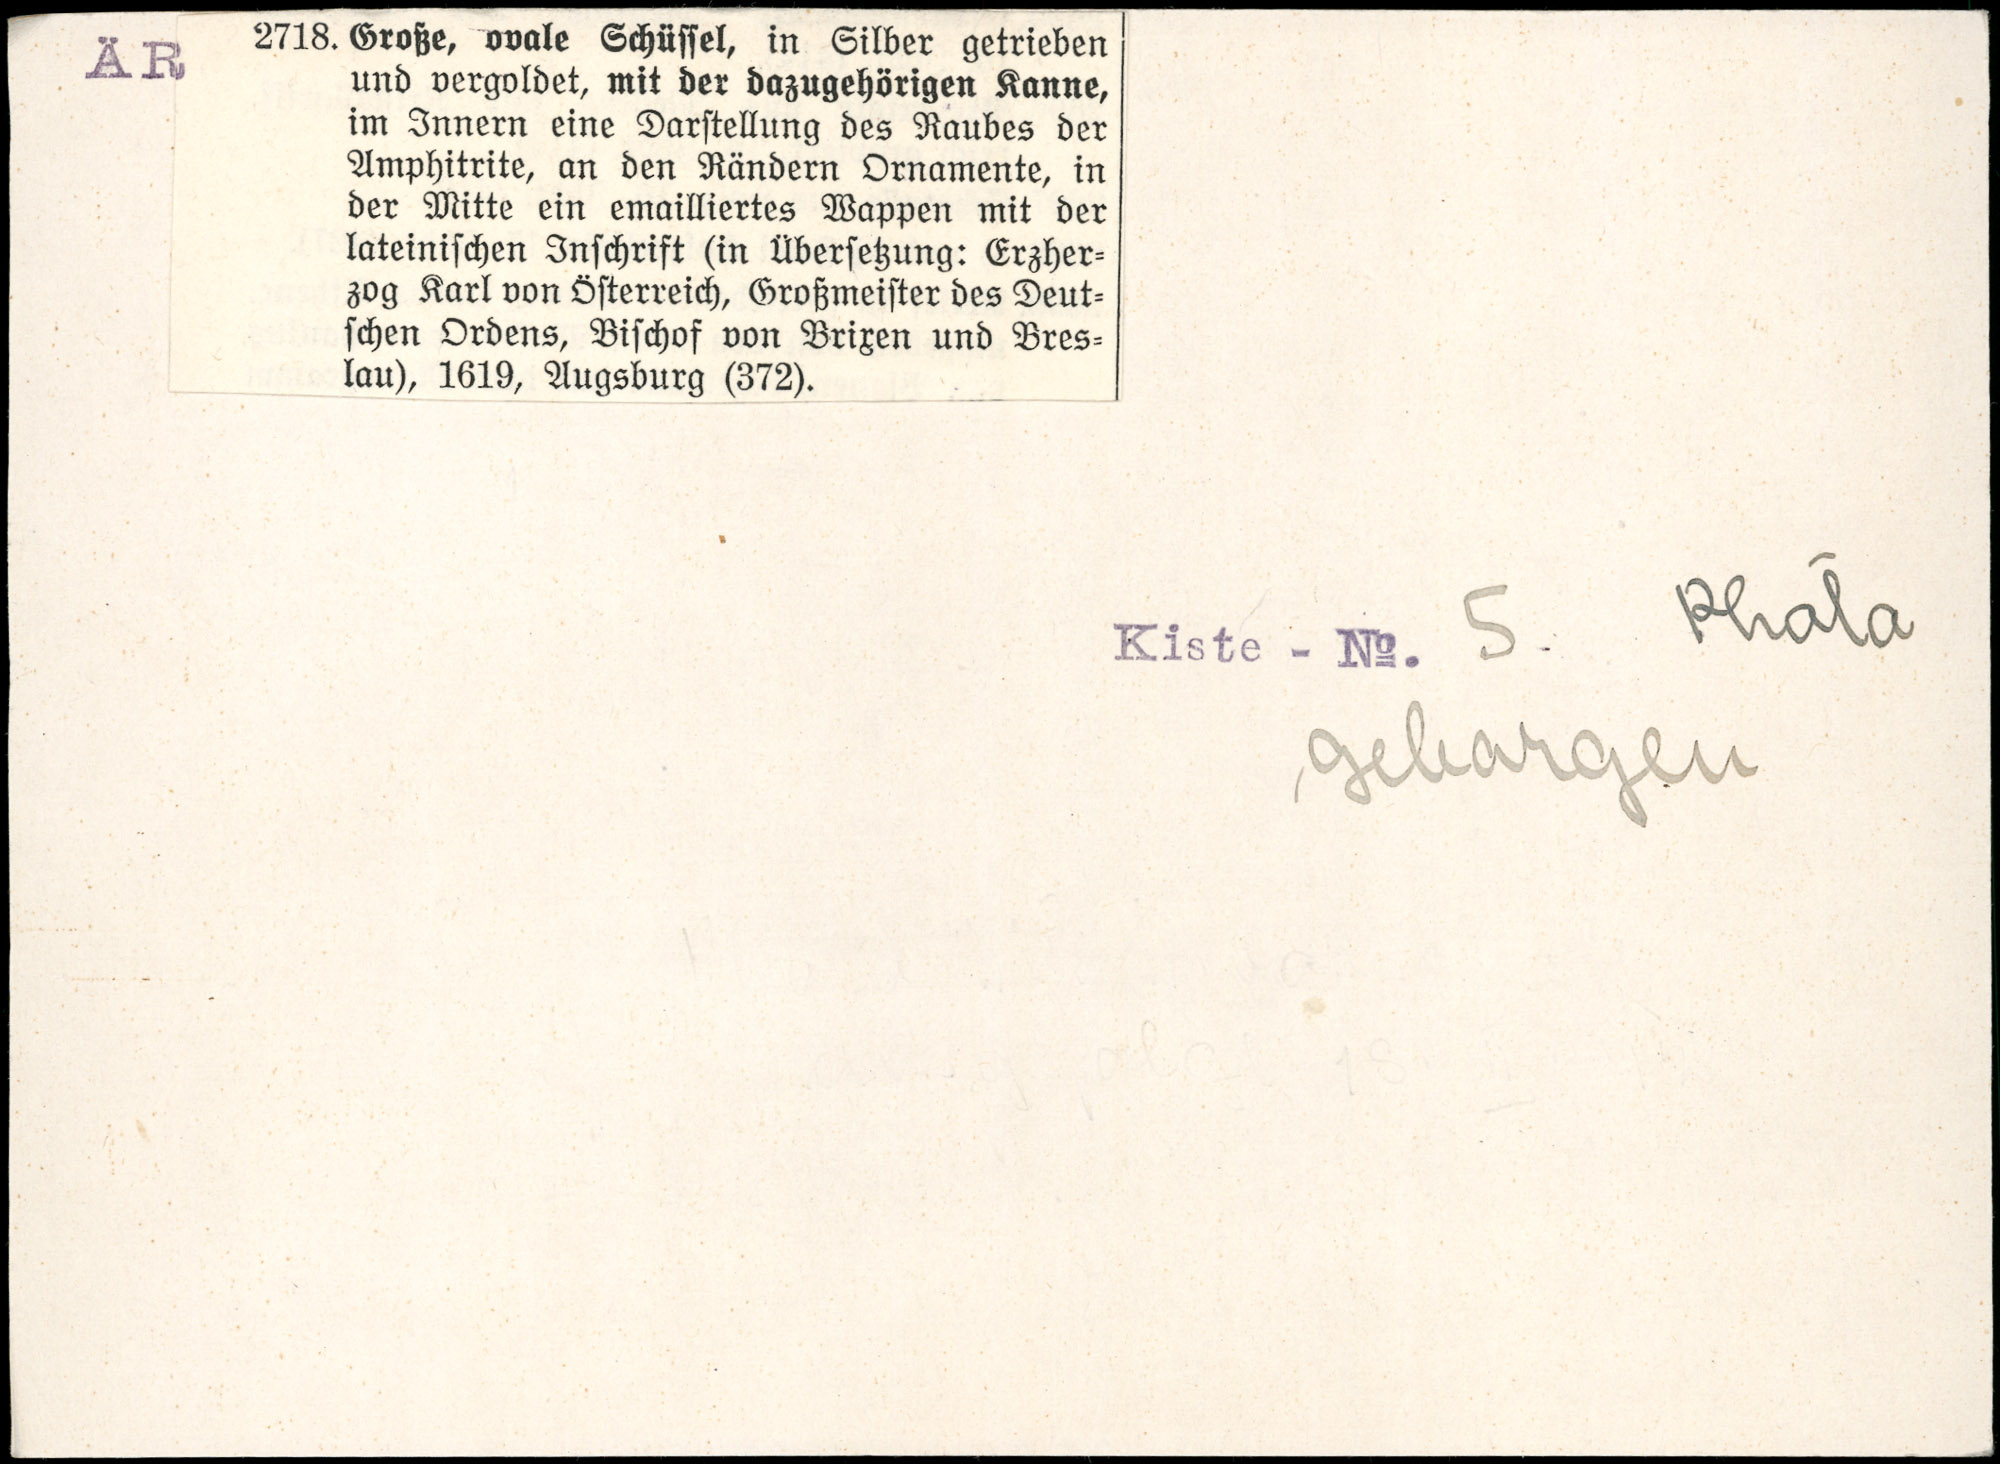 ÄR
2718. Große, ovale Schüssel, in Silber getrieben
und vergoldet, mit der dazugehörigen Kanne,
im Innern eine Darstellung des Raubes der
Amphitrite, an den Rändern Ornamente, in
der Mitte ein emailliertes Wappen mit der
lateinischen Inschrift (in Übersetzung: Erzher-
zog Karl von Österreich, Großmeister des Deut-
schen Ordens, Bischof von Brixen und Bres-
lau), 1619, Augsburg (372).
Kiste - No. 5.
geborgen